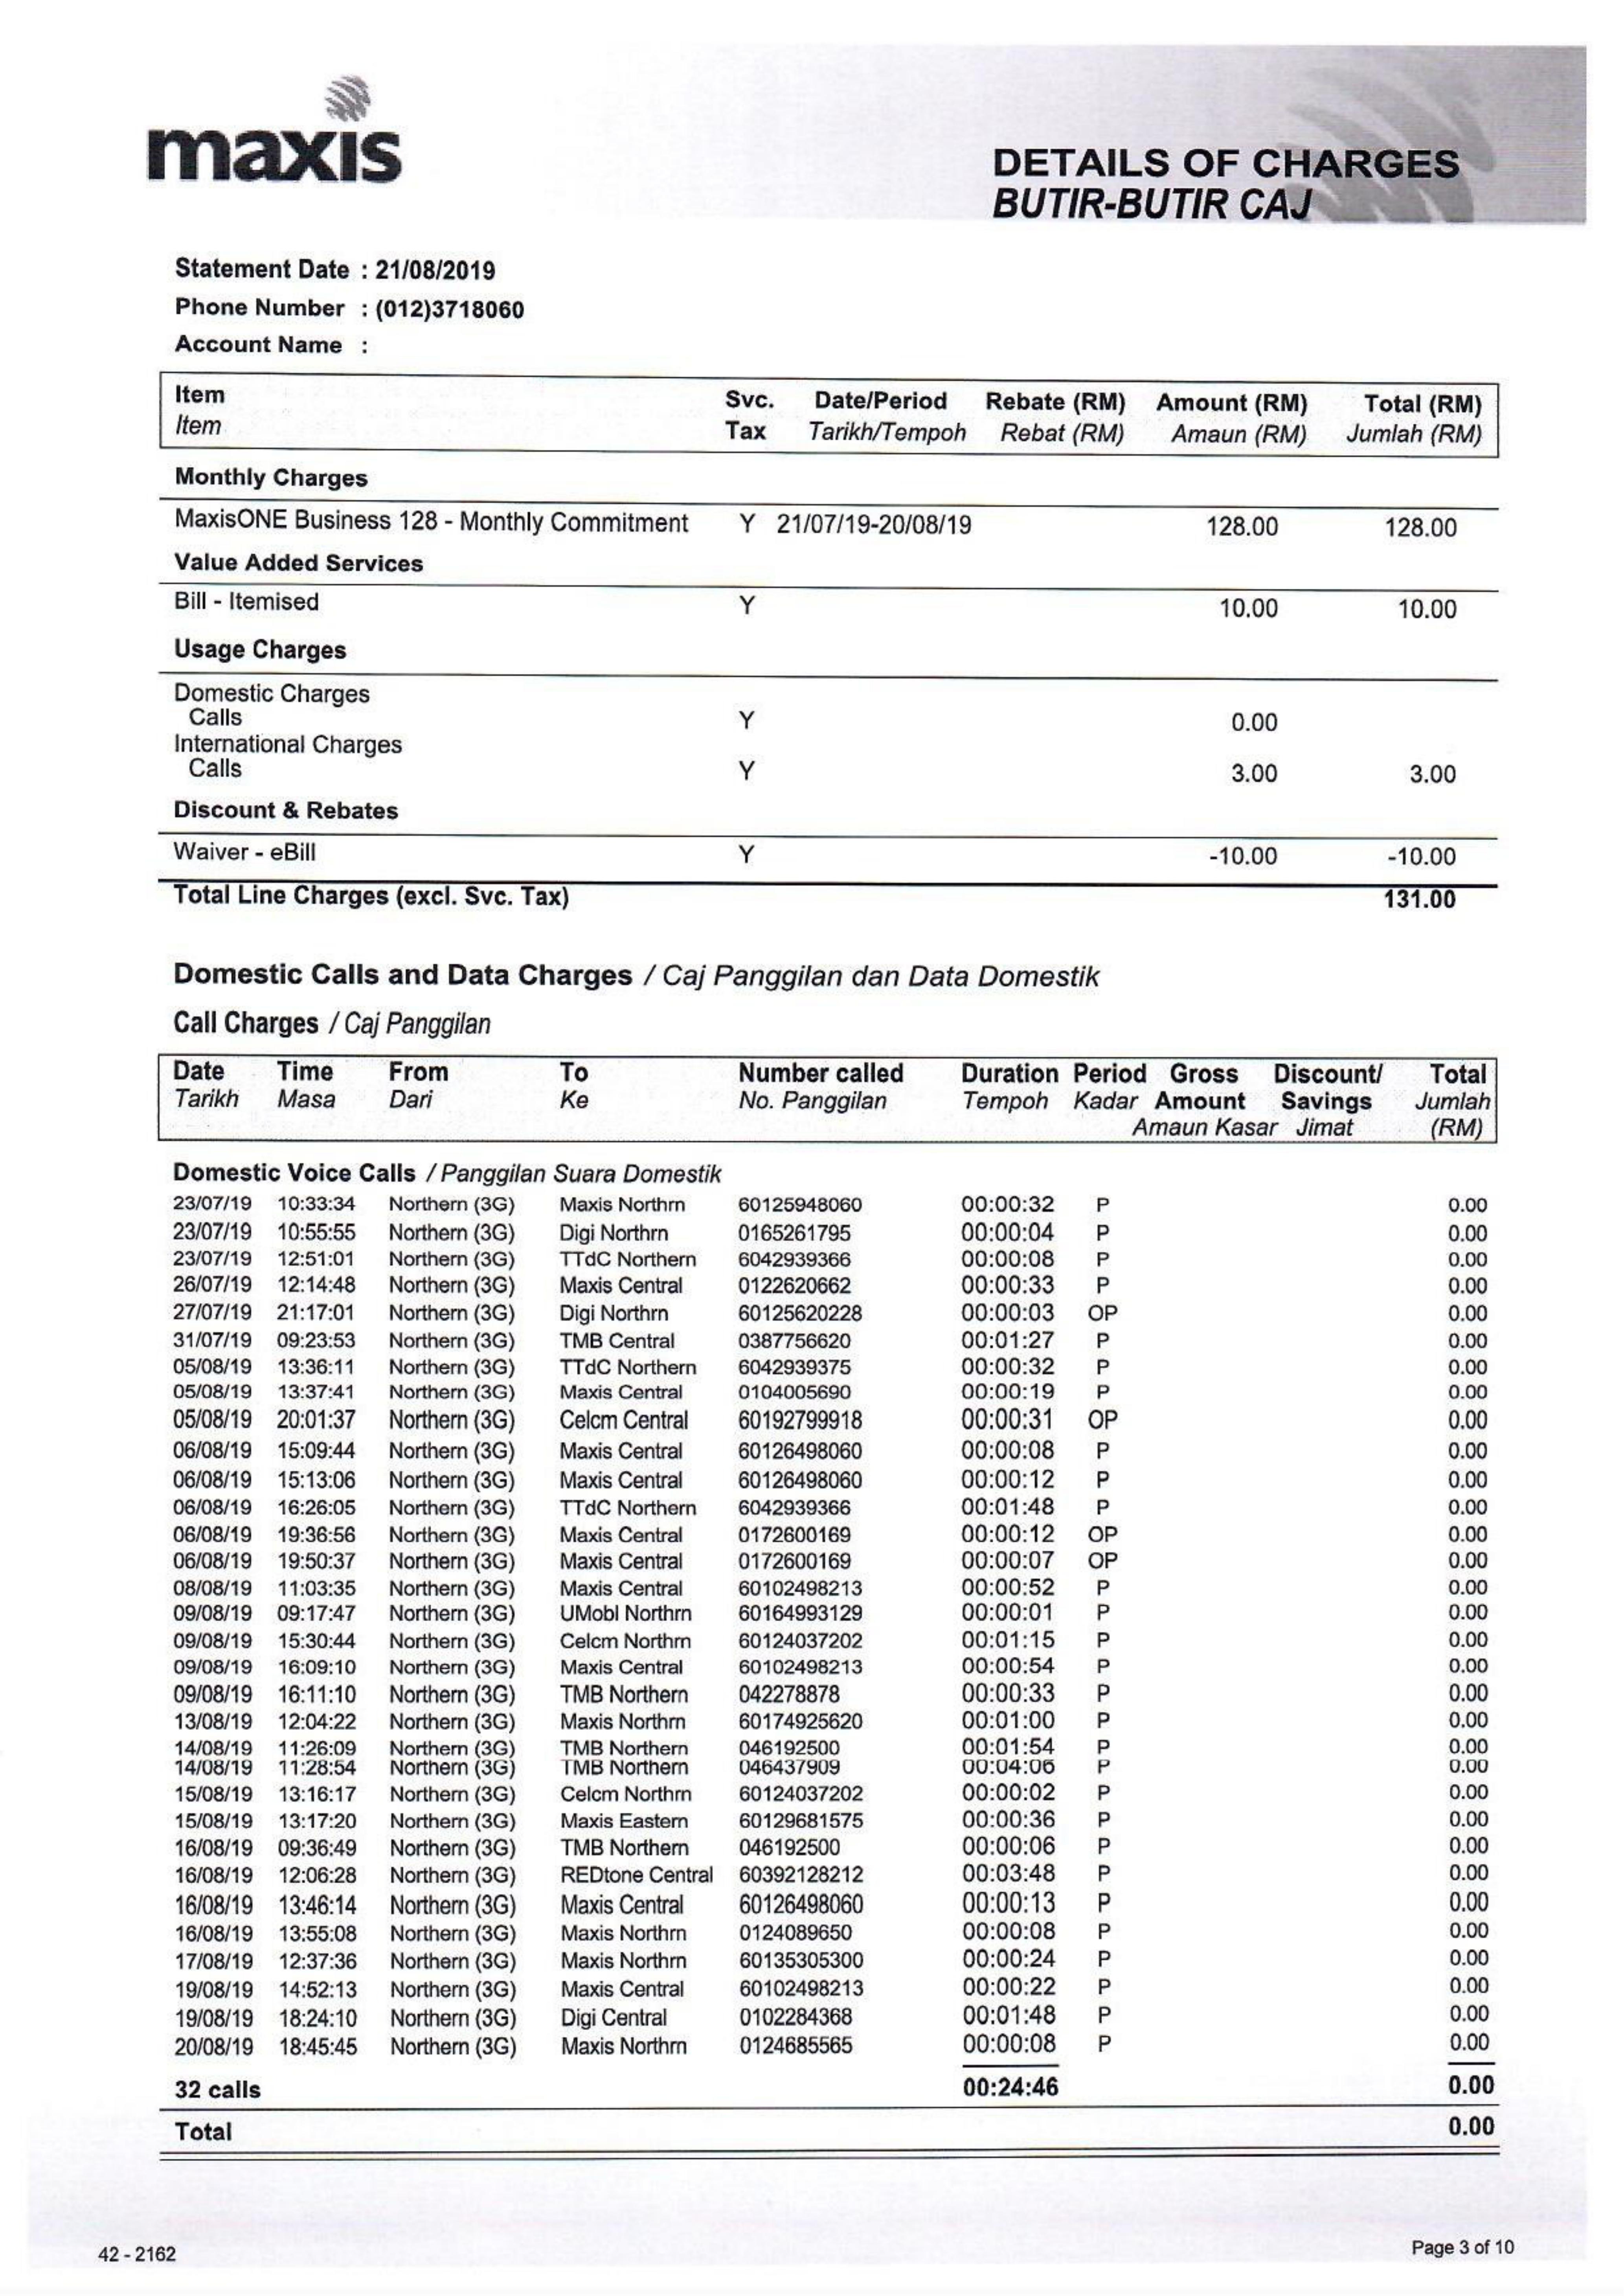 maxis
DETAILS OF CHARGES
BUTIR-BUTIR CAJ
Statement Date : 21/08/2019
Phone Number : (012)3718060
Account Name :
Item Svc. Date/Period Rebate (RM) Amount (RM) Total (RM)
Item Tax Tarikh/Tempoh Rebat (RM) Amaun (RM) Jumlah (RM)
Monthly Charges
MaxisONE Business 128 - Monthly Commitment Y 21/07/19-20/08/19 128.00 128.00
Value Added Services
Bill - Itemised Y 10.00 10.00
Usage Charges
Domestic Charges
Calls Y 0.00
International Charges
Calls Y 3.00 3.00
Discount & Rebates
Waiver - eBill Y -10.00 -10.00
Total Line Charges (excl. Svc. Tax) 131.00
Domestic Calls and Data Charges / Caj Panggilan dan Data Domestik
Call Charges / Caj Panggilan
Date Time From To Number called Duration Period Gross Discount/ Total
Tarikh Masa Dari Ke No. Panggilan Tempoh Kadar Amount Savings Jumlah
Amaun Kasar Jimat (RM)
Domestic Voice Calls / Panggilan Suara Domestik
23/07/19 10:33:34 Northern (3G) Maxis Northrn 60125948060 00:00:32 P 0.00
23/07/19 10:55:55 Northern (3G) Digi Northrn 0165261795 00:00:04 P 0.00
23/07/19 12:51:01 Northern (3G) TTdC Northern 6042939366 00:00:08 P 0.00
26/07/19 12:14:48 Northern (3G) Maxis Central 0122620662 00:00:33 P 0.00
27/07/19 21:17:01 Northern (3G) Digi Northrn 60125620228 00:00:03 OP 0.00
31/07/19 09:23:53 Northern (3G) TMB Central 0387756620 00:01:27 P 0.00
05/08/19 13:36:11 Northern (3G) TTdC Northern 6042939375 00:00:32 P 0.00
05/08/19 13:37:41 Northern (3G) Maxis Central 0104005690 00:00:19 P 0.00
05/08/19 20:01:37 Northern (3G) Celcm Central 60192799918 00:00:31 OP 0.00
06/08/19 15:09:44 Northern (3G) Maxis Central 60126498060 00:00:08 P 0.00
06/08/19 15:13:06 Northern (3G) Maxis Central 60126498060 00:00:12 P 0.00
06/08/19 16:26:05 Northern (3G) TTdC Northern 6042939366 00:01:48 P 0.00
06/08/19 19:36:56 Northern (3G) Maxis Central 0172600169 00:00:12 OP 0.00
06/08/19 19:50:37 Northern (3G) Maxis Central 0172600169 00:00:07 OP 0.00
08/08/19 11:03:35 Northern (3G) Maxis Central 60102498213 00:00:52 P 0.00
09/08/19 09:17:47 Northern (3G) UMobl Northrn 60164993129 00:00:01 P 0.00
09/08/19 15:30:44 Northern (3G) Celcm Northrn 60124037202 00:01:15 P 0.00
09/08/19 16:09:10 Northern (3G) Maxis Central 60102498213 00:00:54 P 0.00
09/08/19 16:11:10 Northern (3G) TMB Northern 042278878 00:00:33 P 0.00
13/08/19 12:04:22 Northern (3G) Maxis Northrn 60174925620 00:01:00 P 0.00
14/08/19 11:26:09 Northern (3G) TMB Northern 046192500 00:01:54 P 0.00
14/08/19 11:28:54 Northern (3G) TMB Northern 046437909 00:04:06 P 0.00
15/08/19 13:16:17 Northern (3G) Celcm Northrn 60124037202 00:00:02 P 0.00
15/08/19 13:17:20 Northern (3G) Maxis Eastern 60129681575 00:00:36 P 0.00
16/08/19 09:36:49 Northern (3G) TMB Northern 046192500 00:00:06 P 0.00
16/08/19 12:06:28 Northern (3G) REDtone Central 60392128212 00:03:48 P 0.00
16/08/19 13:46:14 Northern (3G) Maxis Central 60126498060 00:00:13 P 0.00
16/08/19 13:55:08 Northern (3G) Maxis Northrn 0124089650 00:00:08 P 0.00
17/08/19 12:37:36 Northern (3G) Maxis Northrn 60135305300 00:00:24 P 0.00
19/08/19 14:52:13 Northern (3G) Maxis Central 60102498213 00:00:22 P 0.00
19/08/19 18:24:10 Northern (3G) Digi Central 0102284368 00:01:48 P 0.00
20/08/19 18:45:45 Northern (3G) Maxis Northrn 0124685565 00:00:08 P 0.00
32 calls 00:24:46 0.00
Total 0.00
42 - 2162 Page 3 of 10